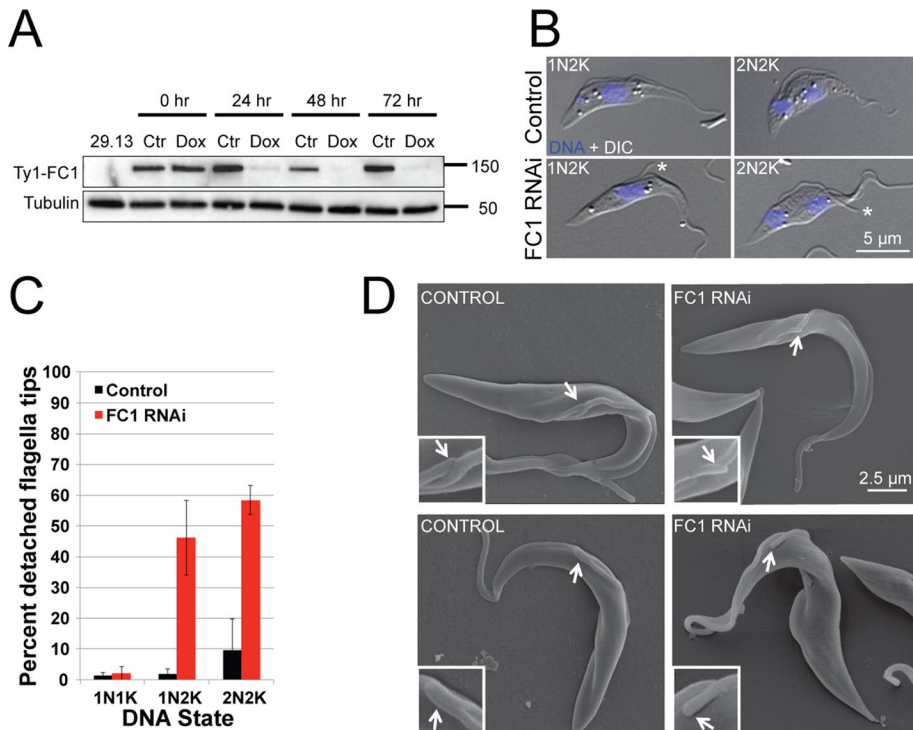 A
0 hr 24 hr 48 hr 72 hr
29.13 Ctr Dox Ctr Dox Ctr Dox Ctr Dox
Ty1-FC1
150
Tubulin
50
B
Control
1N2K
2N2K
DNA + DIC
FC1 RNAi
1N2K
*
2N2K
*
5 µm
C
Percent detached flagella tips
100
90
80
70
60
50
40
30
20
10
0
Control
FC1 RNAi
1N1K 1N2K 2N2K
DNA State
D
CONTROL
FC1 RNAi
2.5 µm
CONTROL
FC1 RNAi